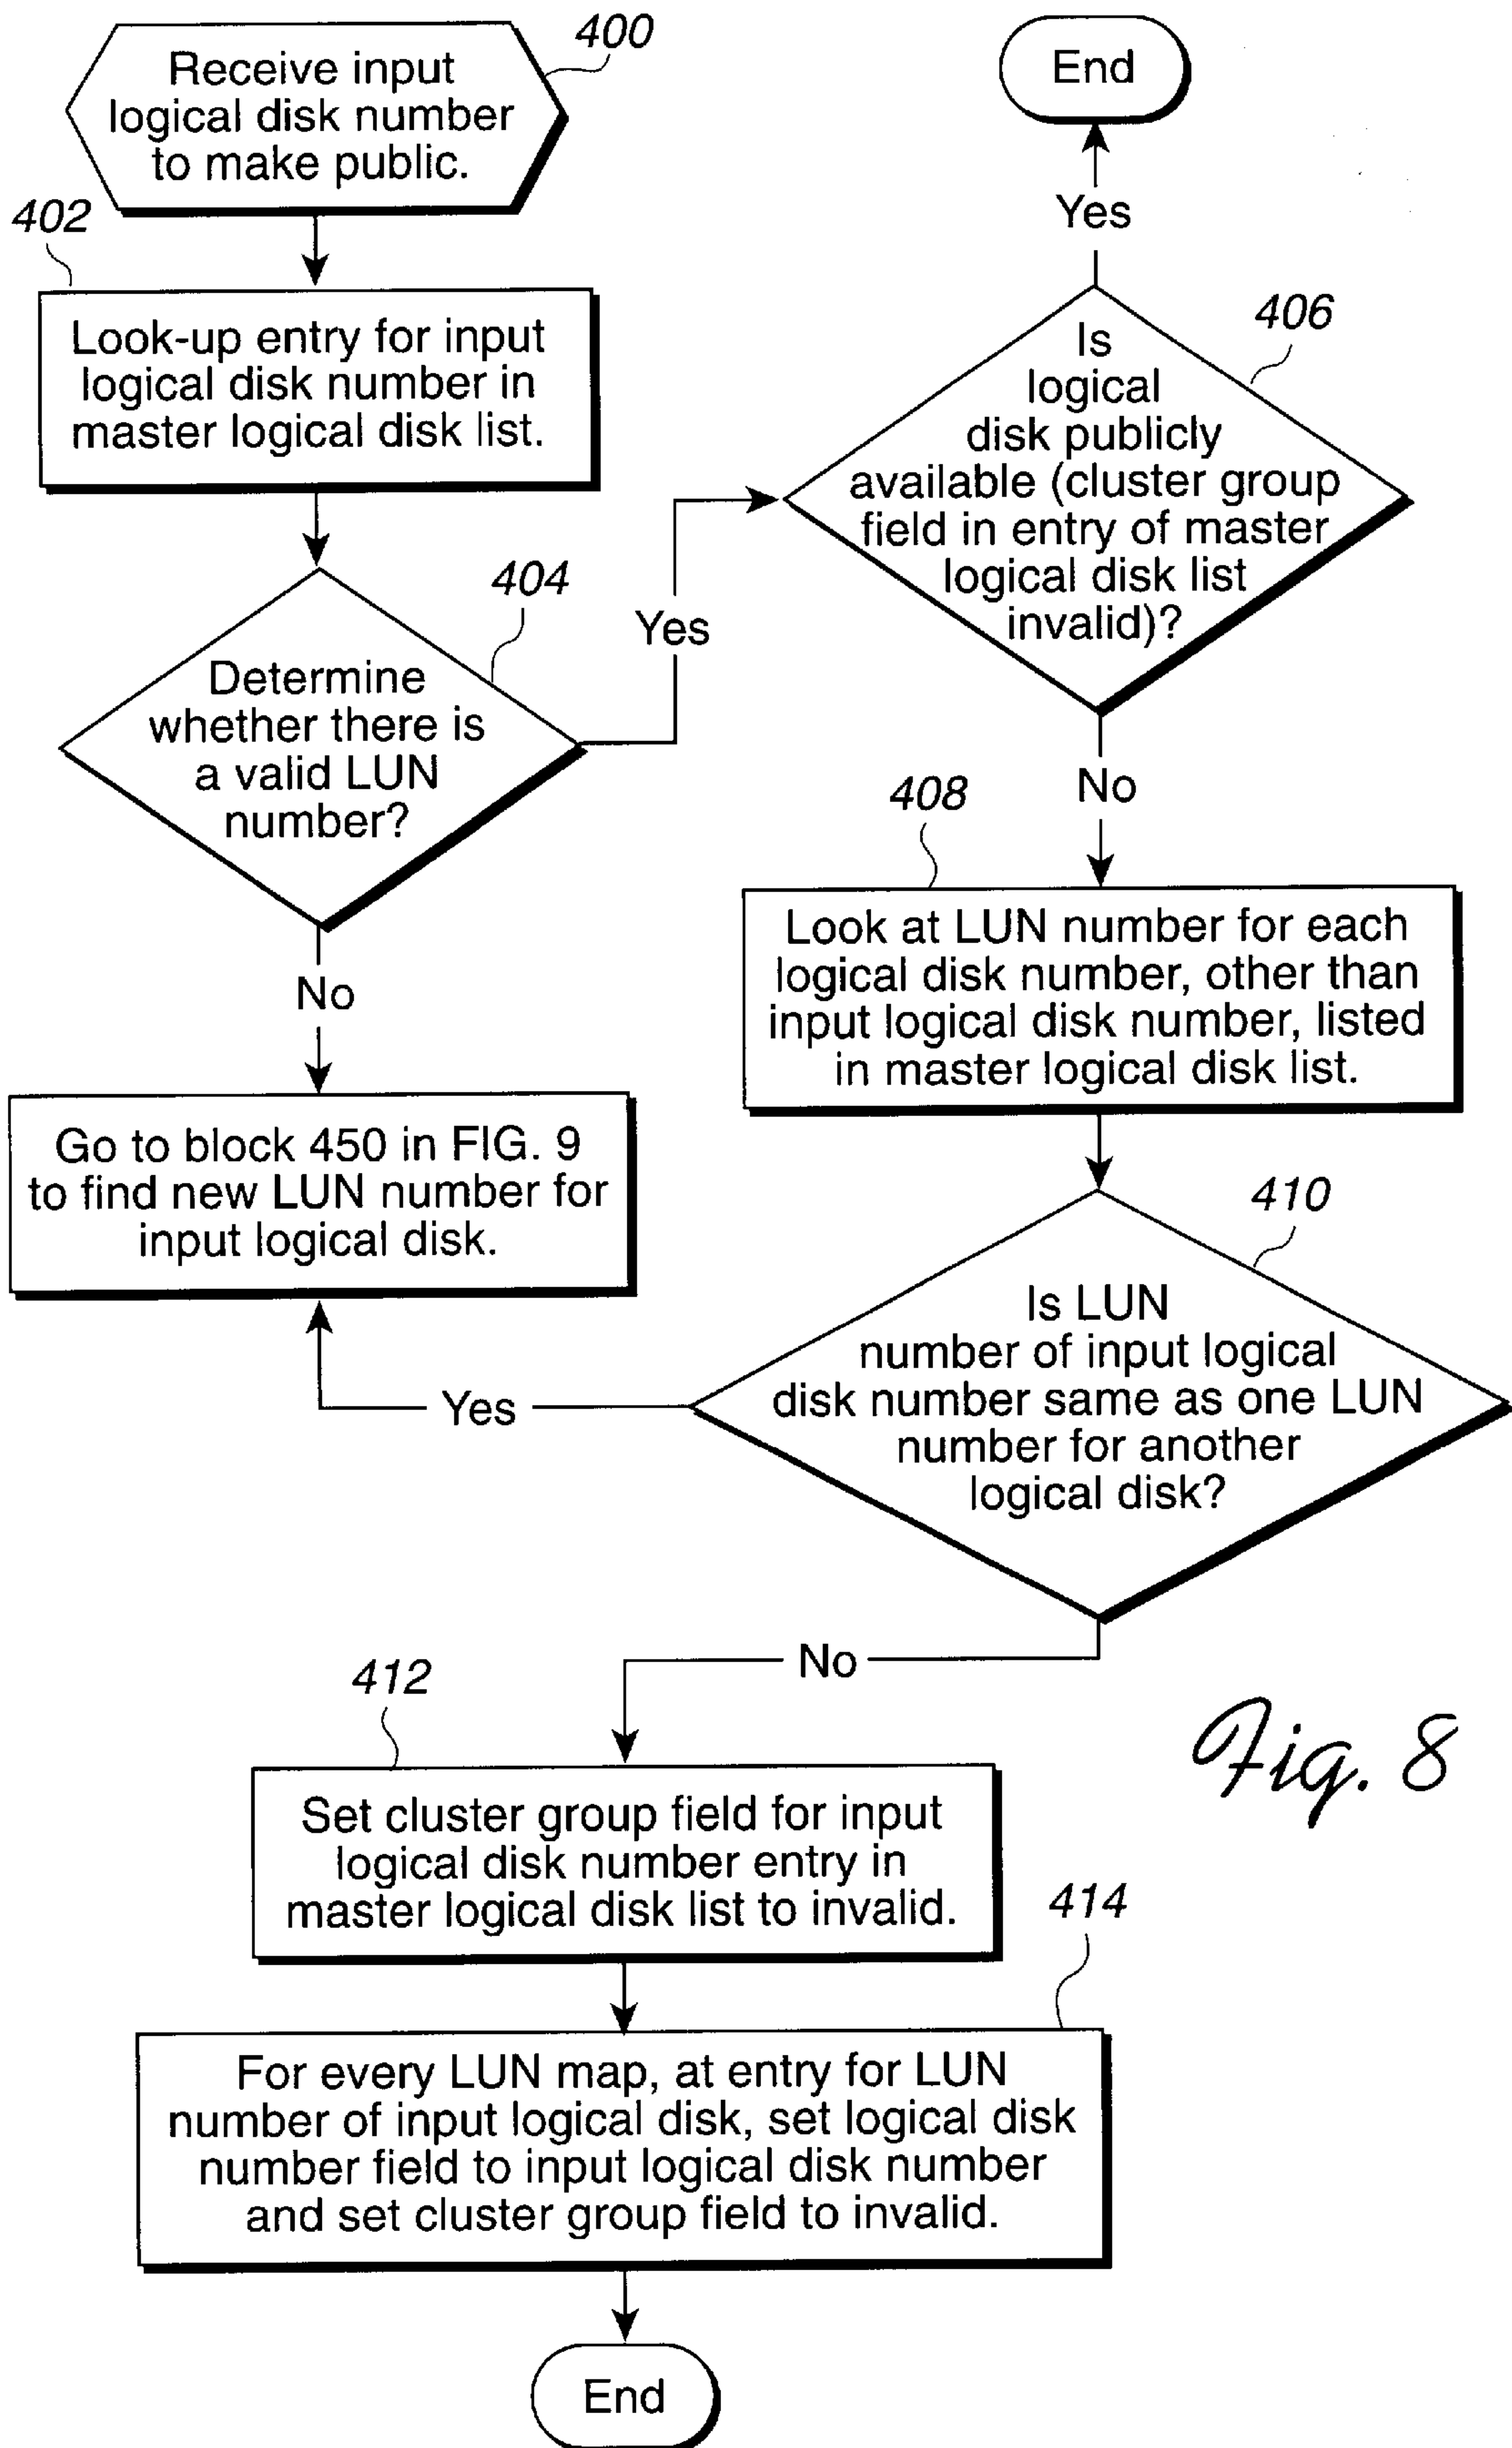 400
Receive input
logical disk number
to make public.
402
Look-up entry for input
logical disk number in
master logical disk list.
404
Determine
whether there is
a valid LUN
number?
Yes
No
Go to block 450 in FIG. 9
to find new LUN number for
input logical disk.
End
Yes
406
Is
logical
disk publicly
available (cluster group
field in entry of master
logical disk list
invalid)?
No
408
Look at LUN number for each
logical disk number, other than
input logical disk number, listed
in master logical disk list.
410
Is LUN
number of input logical
disk number same as one LUN
number for another
logical disk?
Yes
No
412
Set cluster group field for input
logical disk number entry in
master logical disk list to invalid.
414
For every LUN map, at entry for LUN
number of input logical disk, set logical disk
number field to input logical disk number
and set cluster group field to invalid.
End
Fig. 8